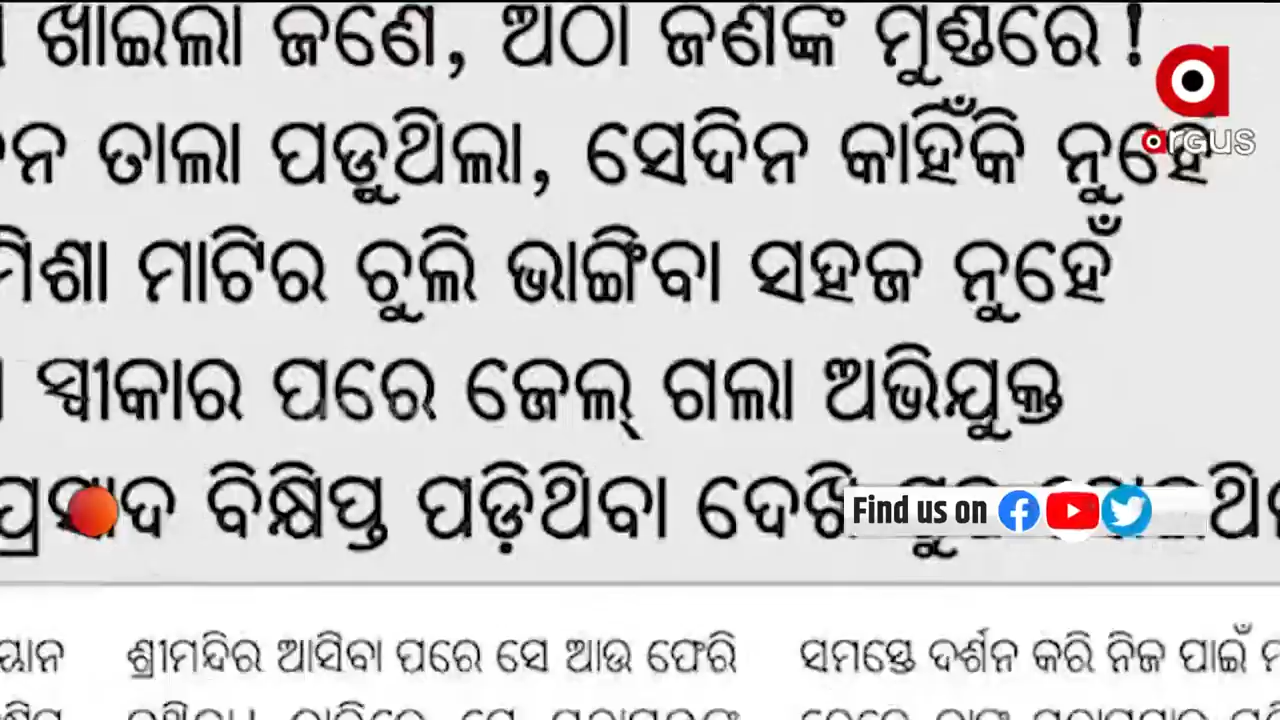 ଖାଇଲା ଜଣେ, ଅଠା ଜଣଙ୍କ ମୁଣ୍ଡରେ !
argus
ତାଲା ପଡୁଥିଲା, ସେଦିନ କାହିଁକି ନୁହେଁ
ମିଶା ମାଟିର ଚୁଲି ଭାଙ୍ଗିବା ସହଜ ନୁହେଁ
ସ୍ୱୀକାର ପରେ ଜେଲ୍ ଗଲା ଅଭିଯୁକ୍ତ
ପ୍ରସାଦ ବିକ୍ଷିପ୍ତ ପଡ଼ିଥିବା ଦେଖି
Find us on
ଶ୍ରୀମନ୍ଦିର ଆସିବା ପରେ ସେ ଆଉ ଫେରି
ସମସ୍ତେ ଦର୍ଶନ କରି ନିଜ ପାଇଁ